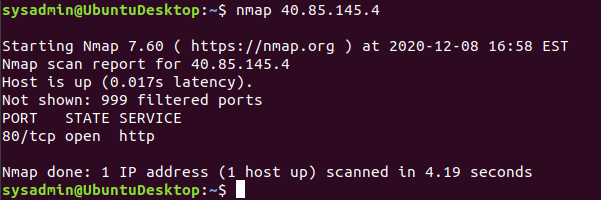 sysadmin@UbuntuDesktop:~$ nmap 40.85.145.4
Starting Nmap 7.60 ( https://nmap.org ) at 2020-12-08 16:58 EST
Nmap scan report for 40.85.145.4
Host is up (0.017s latency).
Not shown: 999 filtered ports
PORT   STATE SERVICE
80/tcp open  http
Nmap done: 1 IP address (1 host up) scanned in 4.19 seconds
sysadmin@UbuntuDesktop:~$